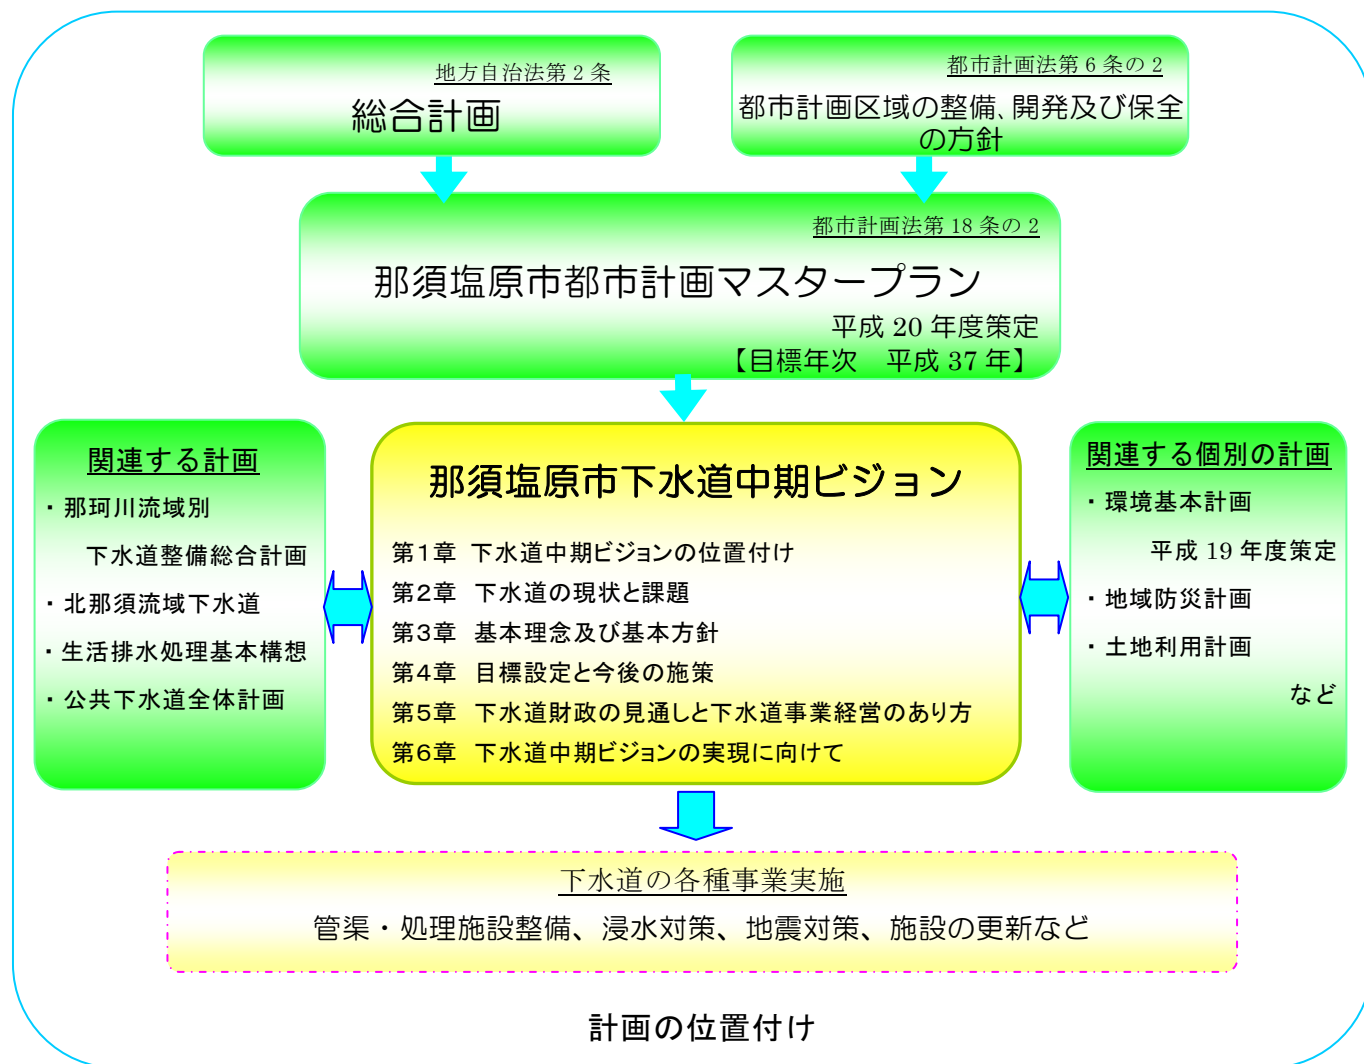 地方自治法第2条
総合計画
都市計画法第6条の2
都市計画区域の整備、開発及び保全
の方針
都市計画法第18条の2
那須塩原市都市計画マスタープラン
平成20年度策定
【目標年次　平成37年】
関連する計画
・那珂川流域別
下水道整備総合計画
・北那須流域下水道
・生活排水処理基本構想
・公共下水道全体計画
那須塩原市下水道中期ビジョン
第1章 下水道中期ビジョンの位置付け
第2章 下水道の現状と課題
第3章 基本理念及び基本方針
第4章 目標設定と今後の施策
第5章 下水道財政の見通しと下水道事業経営のあり方
第6章 下水道中期ビジョンの実現に向けて
関連する個別の計画
・環境基本計画
平成19年度策定
・地域防災計画
・土地利用計画
など
下水道の各種事業実施
管渠・処理施設整備、浸水対策、地震対策、施設の更新など
計画の位置付け